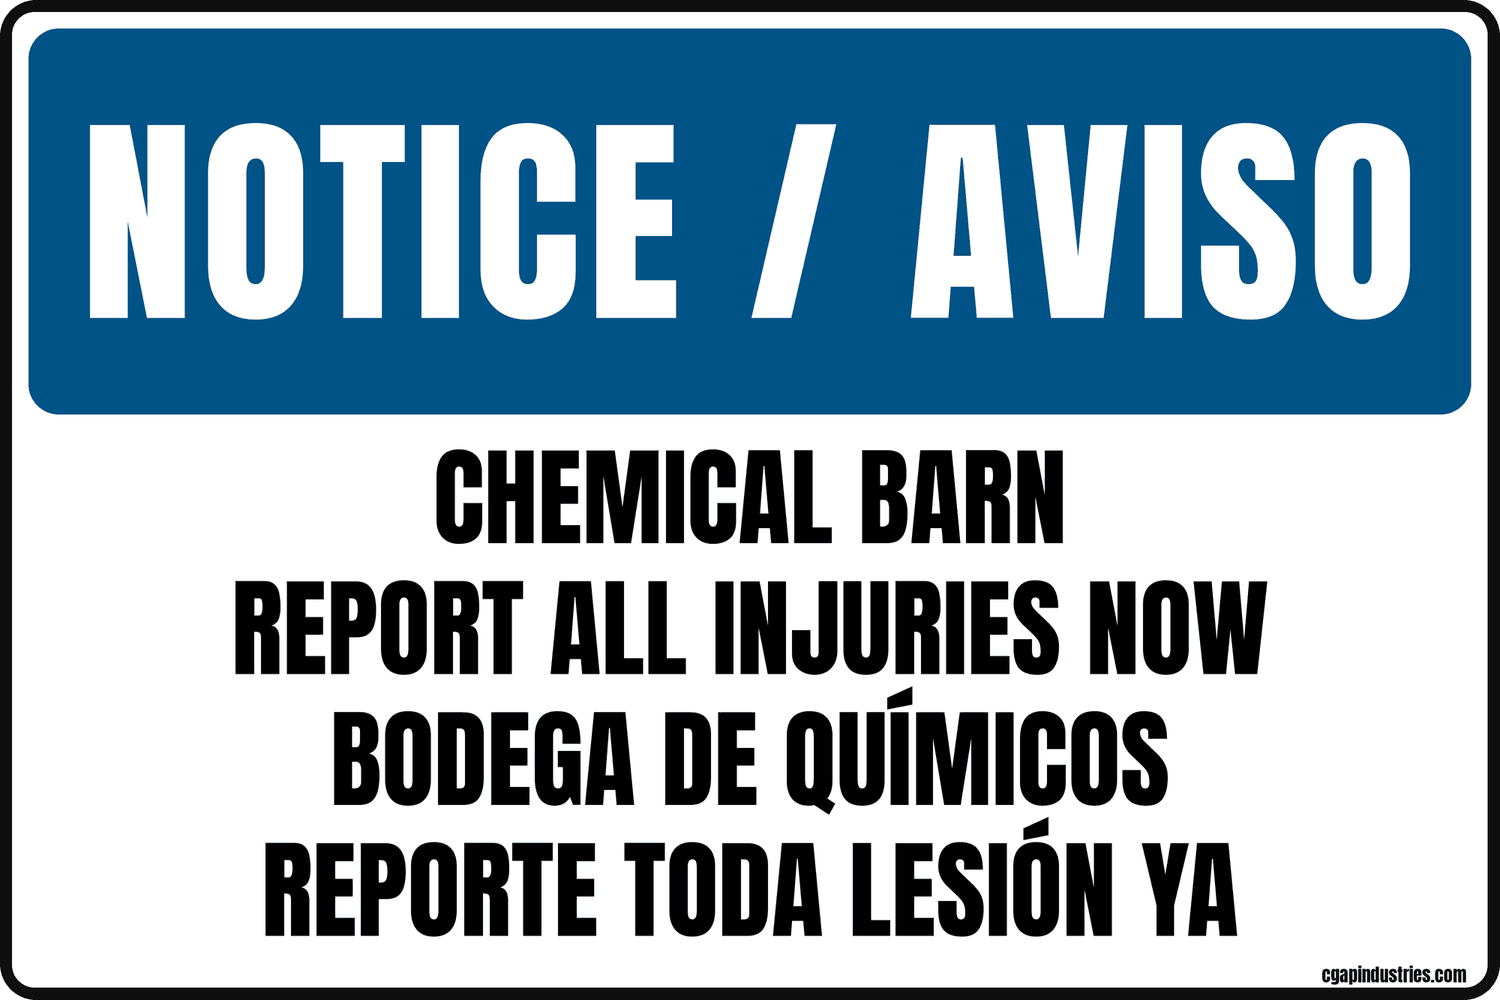 NOTICE / AVISO
CHEMICAL BARN
REPORT ALL INJURIES NOW
BODEGA DE QUÍMICOS
REPORTE TODA LESIÓN YA
cgapindustries.com